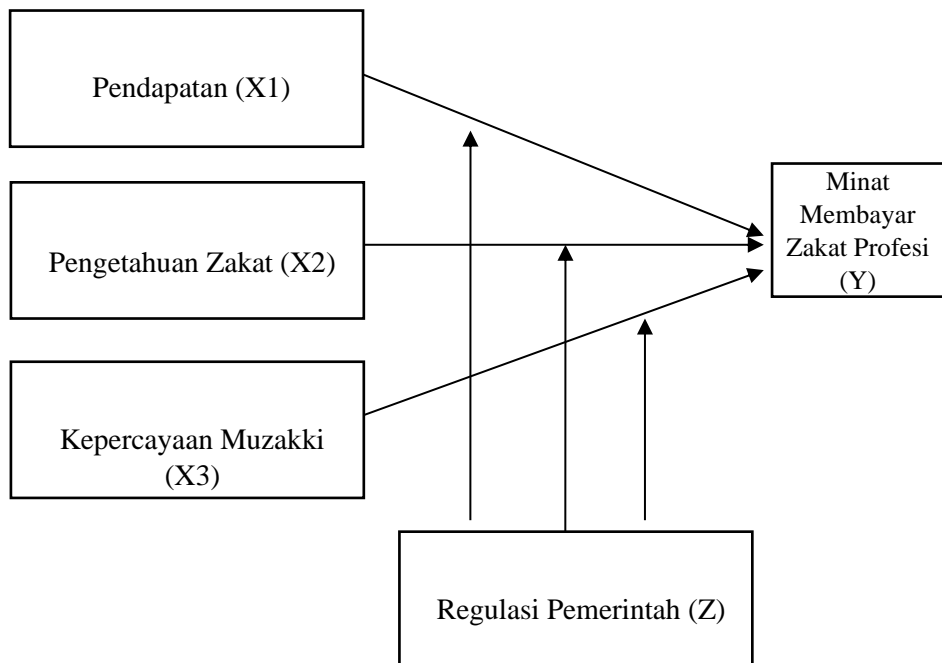 Pendapatan (X1)
Pengetahuan Zakat (X2)
Kepercayaan Muzakki
(X3)
Minat
Membayar
Zakat Profesi
(Y)
Regulasi Pemerintah (Z)